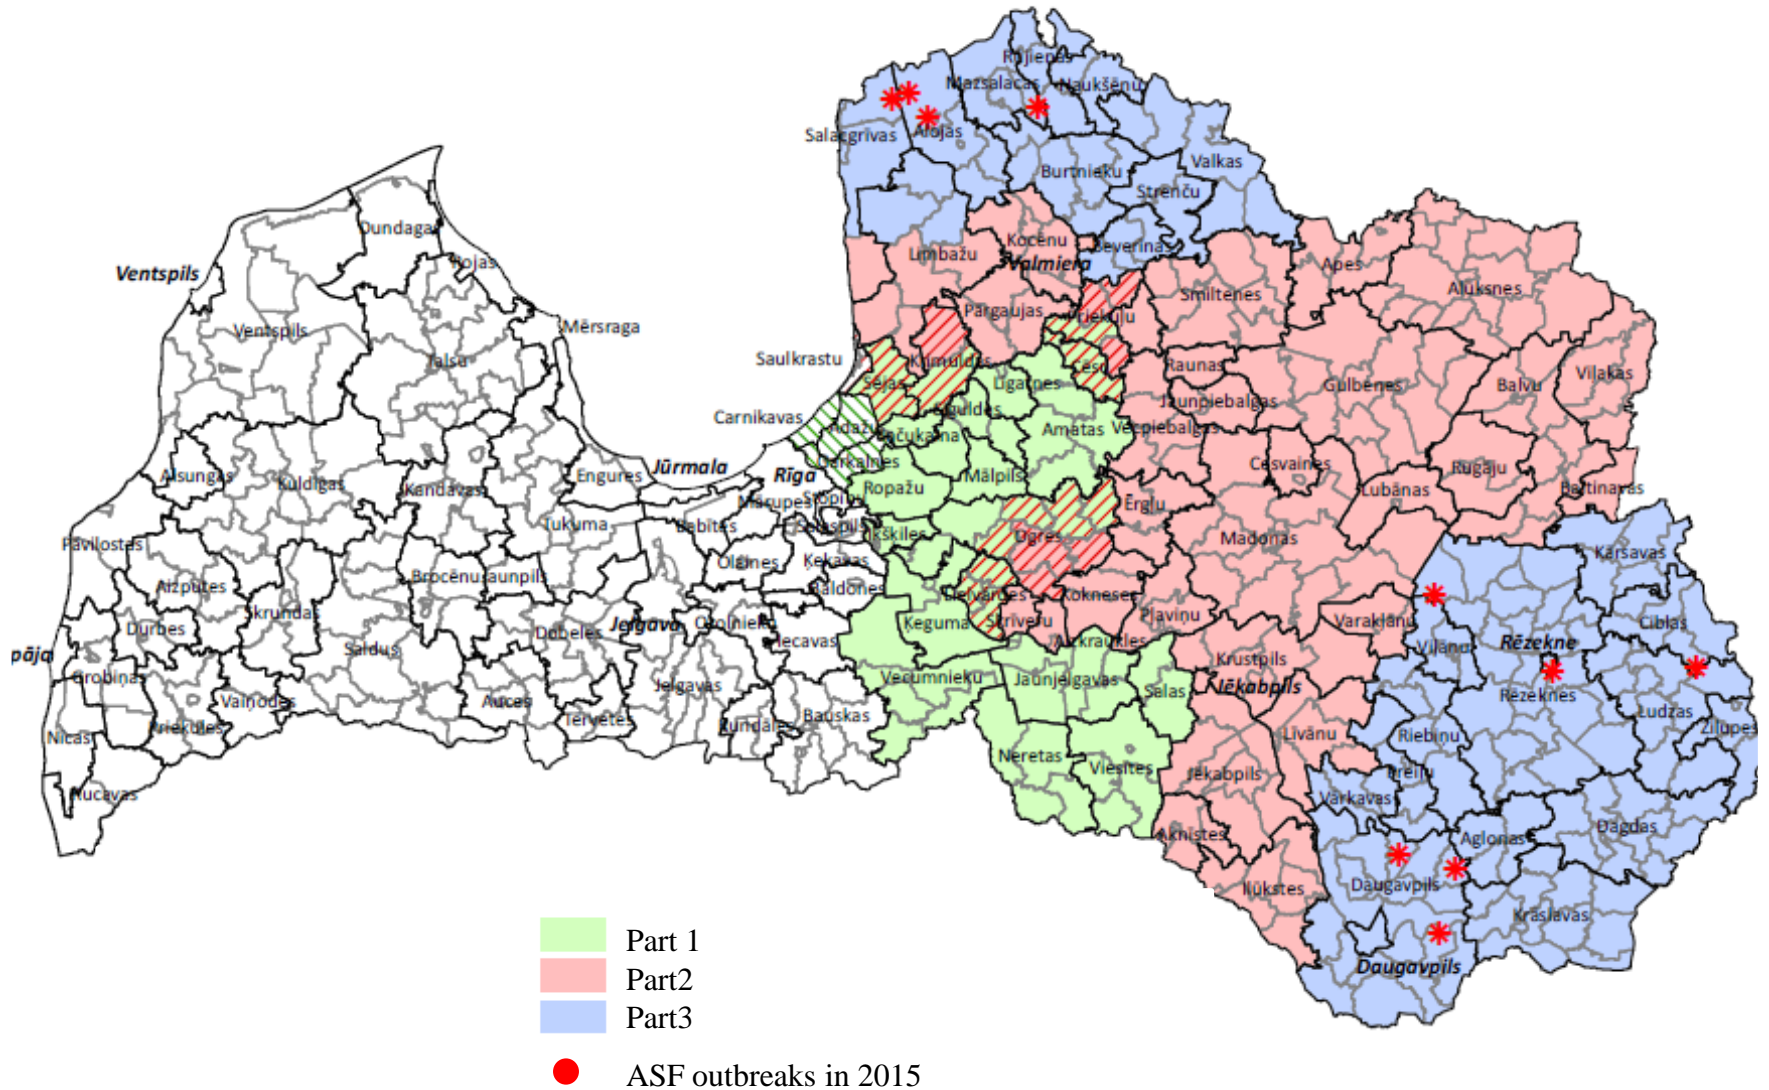 Rūjienas
Mazsalacas
Naukšēnu
Salacgrīvas
Alojas
Valkas
Burtnieku
Strenču
Dundaga
Kocēnu
Beverīnas
Limbažu
Rojas
Valmiera
Apes
Ventspils
Smiltenes
Alūksnes
Pārgaujas
Priekuļu
Ventspils
Mērsraga
Talsu
Saulkrastu
Krimuldas
Cēsu
Raunas
Sējas
Līgatnes
Gulbenes
Balvu
Viļakas
Jaunpiebalgas
Siguldas
Carnikavas
Ādažu
Amatas
Vecpiebalgas
Inčukalna
Garkalnes
Cesvaines
Rugāju
Jūrmala
Alsungas
Engures
Rīga
Mālpils
Kuldīgas
Kandavas
Ropažu
Lubānas
Baltinavas
Mārupes
Stopiņu
Ērgļu
Tukuma
Babītes
Salaspils
Ikšķiles
Ogres
Madonas
Pāvilostas
Kārsavas
Olaines
Ķekavas
Aizputes
Brocēnu
Jaunpils
Baldones
Lielvārdes
Kokneses
Skrundas
Pļaviņu
Durbes
Jelgava
Ozolnieku
Ķeguma
Skrīveru
Varakļānu
Ciblas
Dobeles
Iecavas
Aizkraukles
Viļānu
Rēzekne
pāja
Saldus
Krustpils
Grobiņas
Vecumnieku
Jaunjelgavas
Jēkabpils
Salas
Rēzeknes
Jelgavas
Vaiņodes
Auces
Bauskas
Ludzas
Tērvetes
Rundāles
Priekules
Zilupes
Nīcas
Līvānu
Riebiņu
Neretas
Viesītes
Jēkabpils
Preiļu
Rucavas
Vārkavas
Dagdas
Aknīstes
Aglonas
Daugavpils
Ilūkstes
Krāslavas
Daugavpils
Part 1
Part2
Part3
ASF outbreaks in 2015